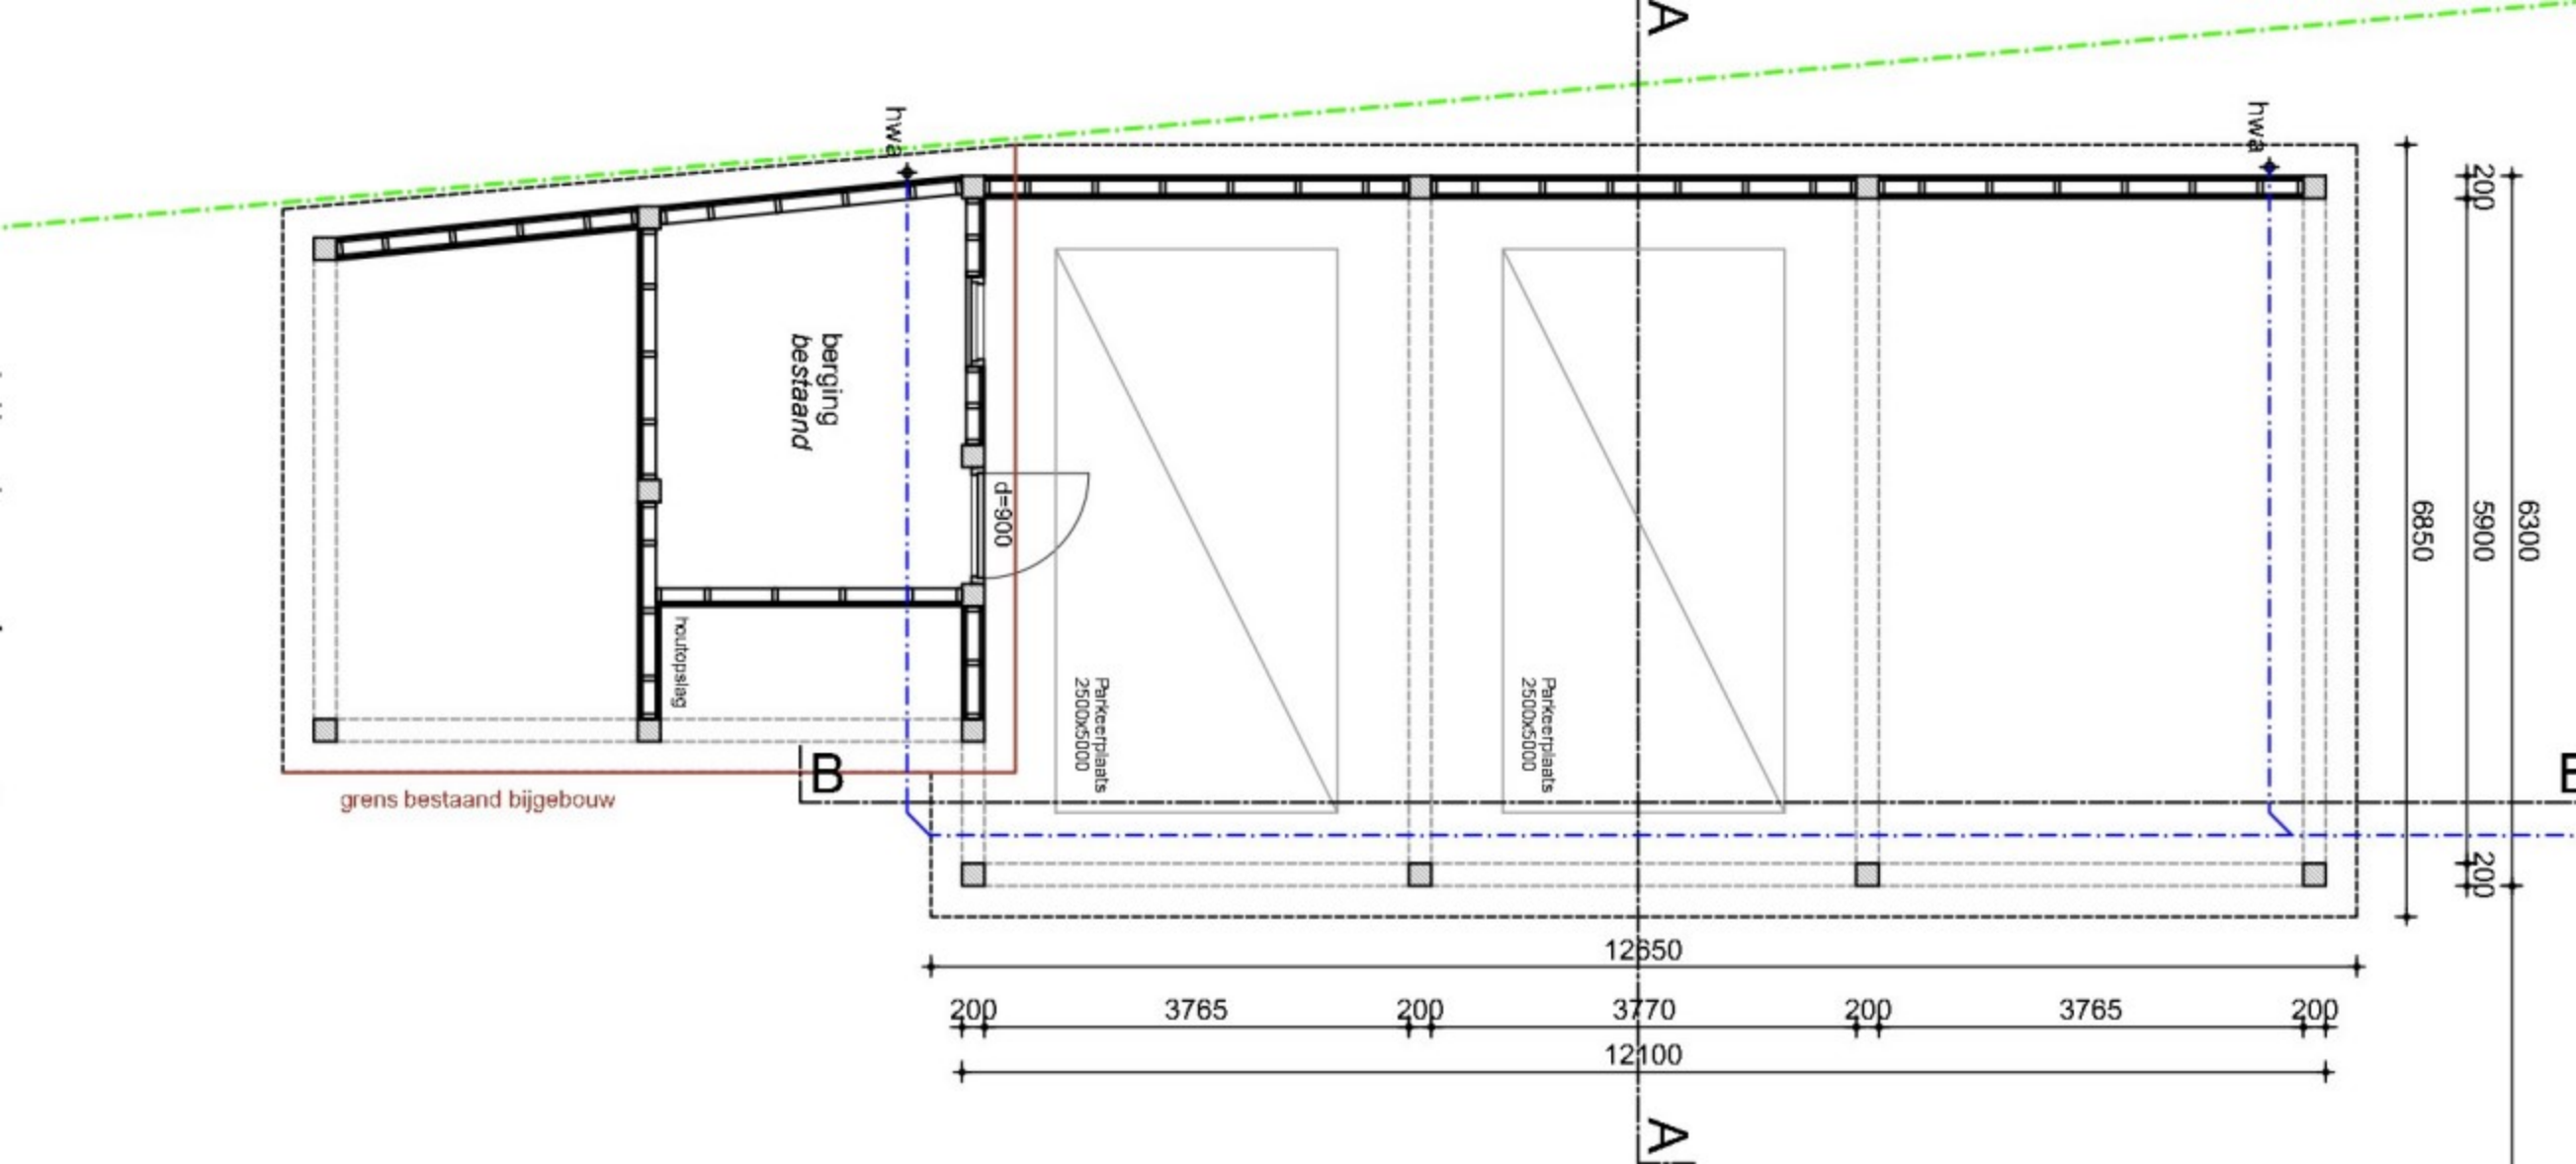 A
hwa
hwa
200
berging
bestaand
d=900
6850
5900
6300
houtopslag
Parkeerplaats
2500x5000
Parkeerplaats
2500x5000
B
grens bestaand bijgebouw
200
12650
200
3765
200
3770
200
3765
200
12100
A